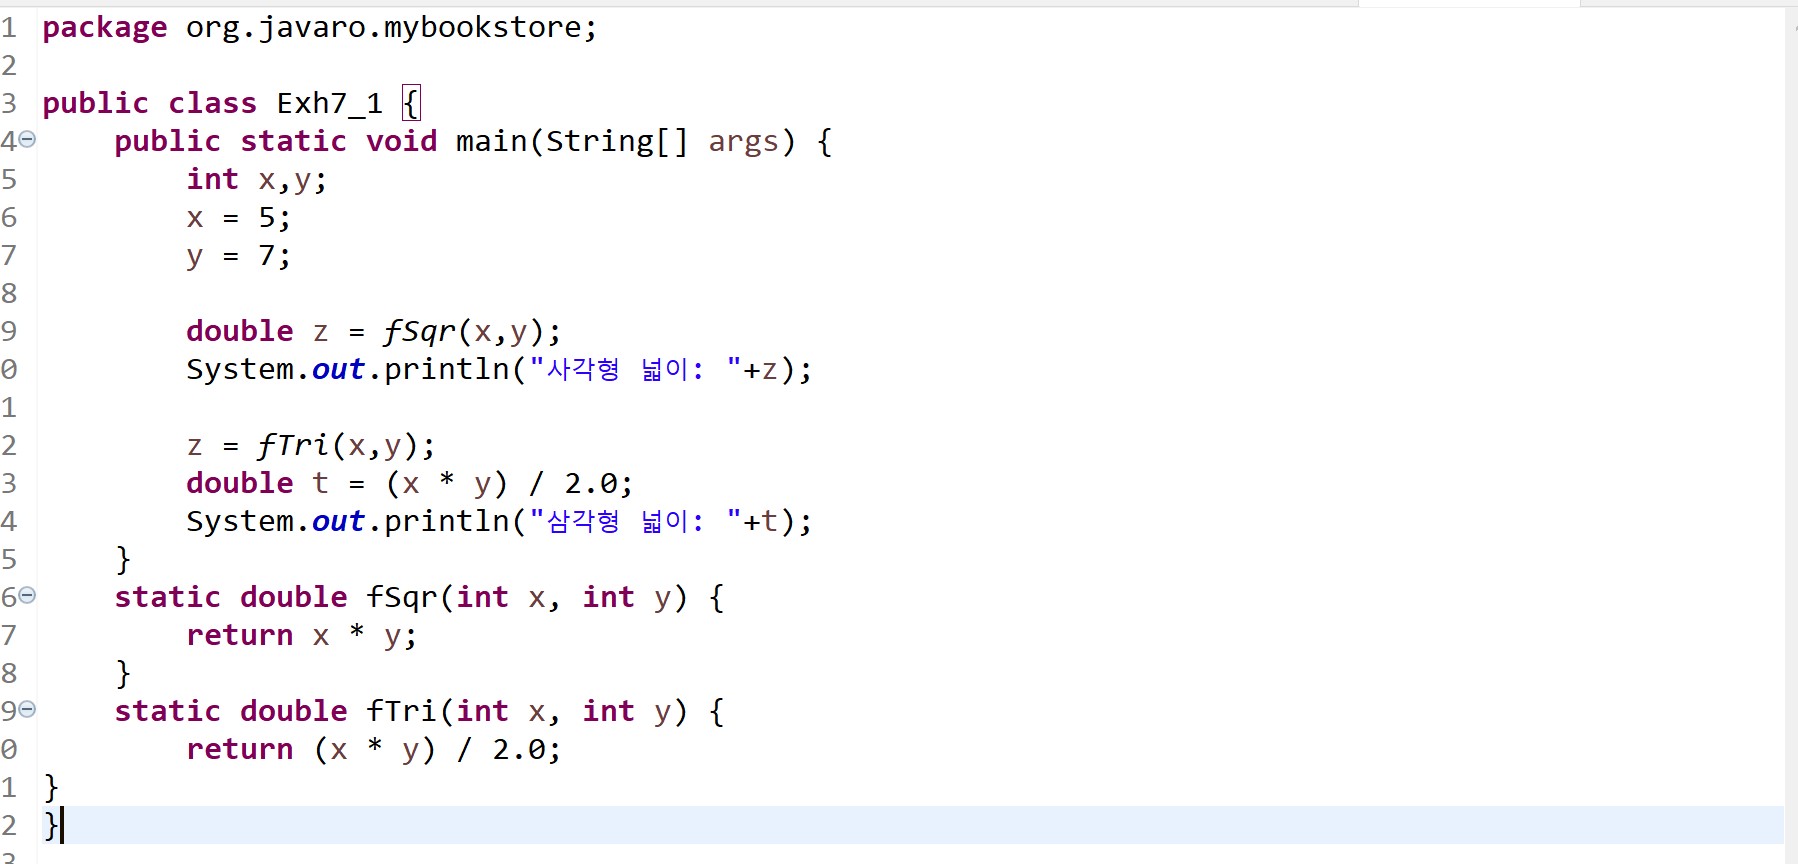 1 package org.javaro.mybookstore;
2
3 public class Exh7_1 {
4 public static void main(String[] args) {
5 int x,y;
6 x = 5;
7 y = 7;
8
9 double z = fSqr(x,y);
0 System.out.println("사각형 넓이: "+z);
1
2 z = fTri(x,y);
3 double t = (x * y) / 2.0;
4 System.out.println("삼각형 넓이: "+t);
5 }
6 static double fSqr(int x, int y) {
7 return x * y;
8 }
9 static double fTri(int x, int y) {
0 return (x * y) / 2.0;
1 }
2 }
3